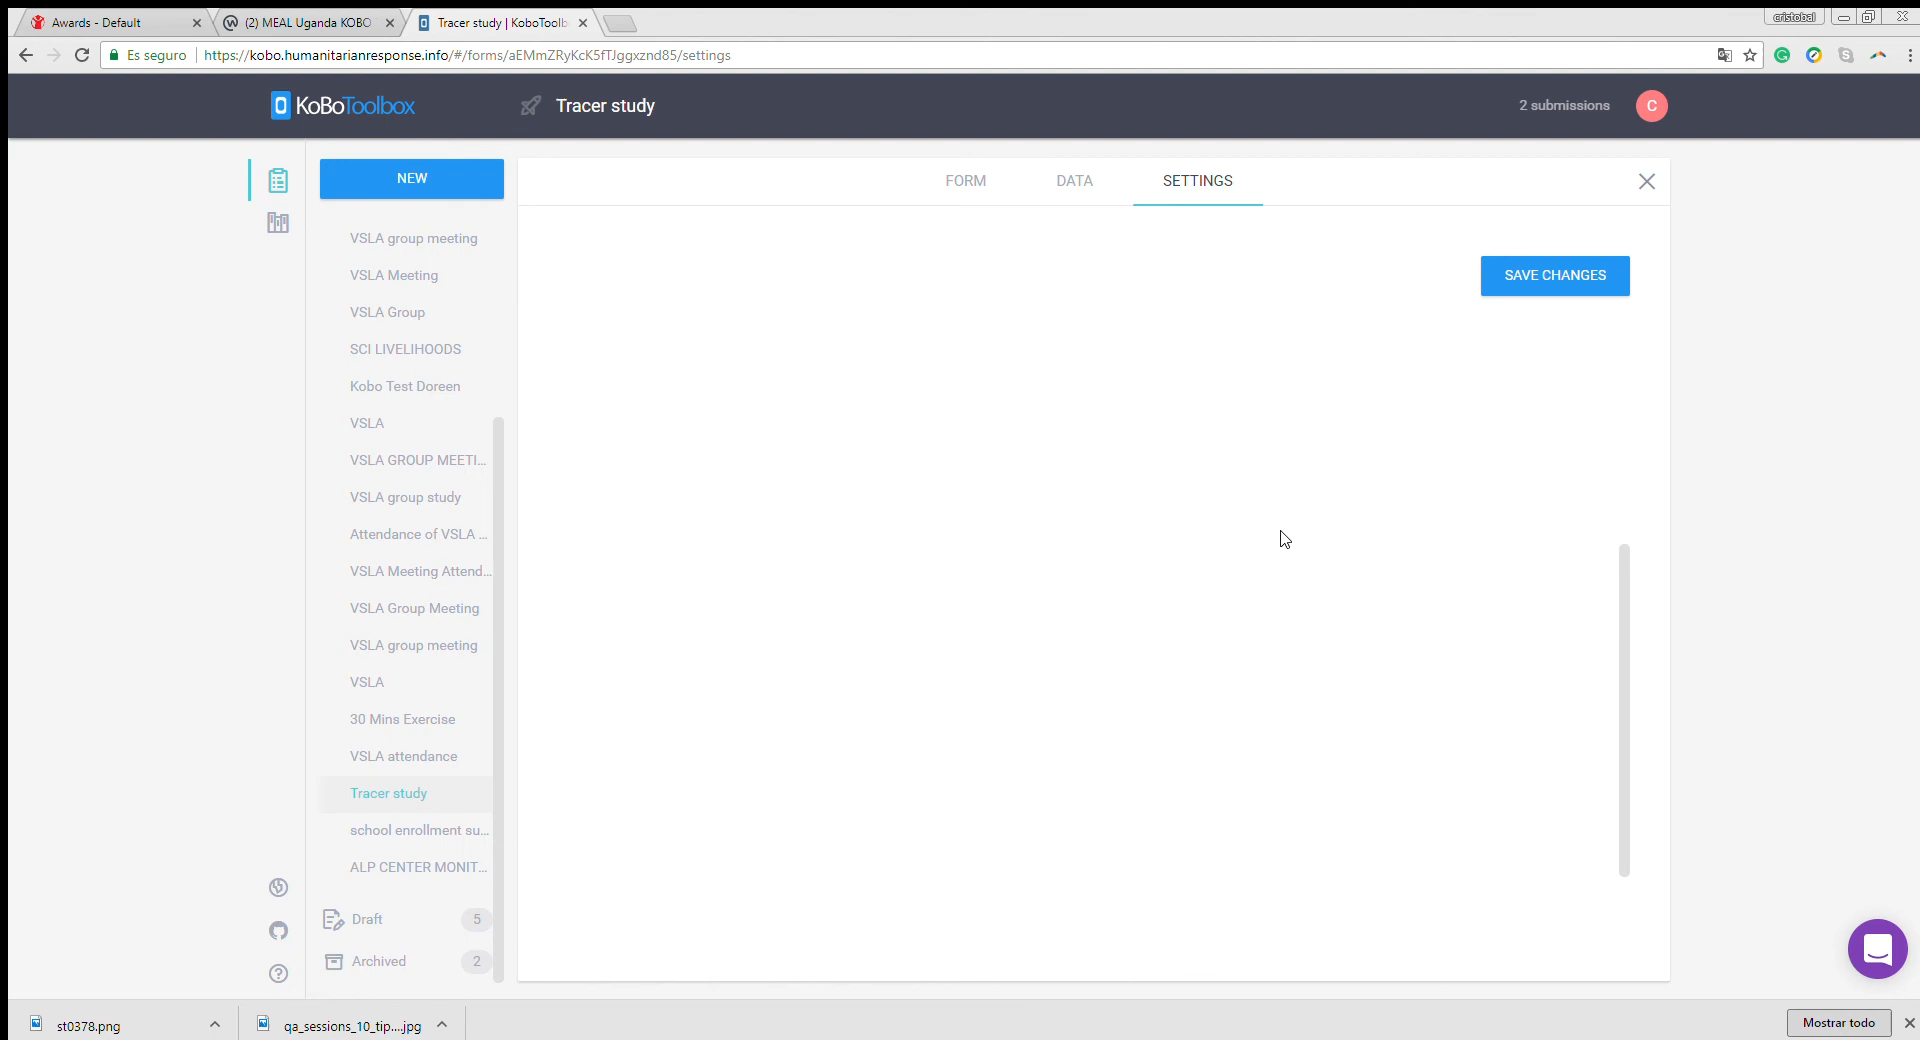 Awards - Default
(2) MEAL Uganda KOBO
Tracer study | KoboToolb
cristobal
Es seguro
https://kobo.humanitarianresponse.info/#/forms/aEMmZRyKcK5fTJggxznd85/settings
KoBoToolbox
Tracer study
2 submissions
C
NEW
FORM
DATA
SETTINGS
SAVE CHANGES
VSLA group meeting
VSLA Meeting
VSLA Group
SCI LIVELIHOODS
Kobo Test Doreen
VSLA
VSLA GROUP MEETI...
VSLA group study
Attendance of VSLA ...
VSLA Meeting Attend...
VSLA Group Meeting
VSLA group meeting
VSLA
30 Mins Exercise
VSLA attendance
Tracer study
school enrollment su...
ALP CENTER MONIT...
Draft 5
Archived 2
st0378.png
qa_sessions_10_tip....jpg
Mostrar todo